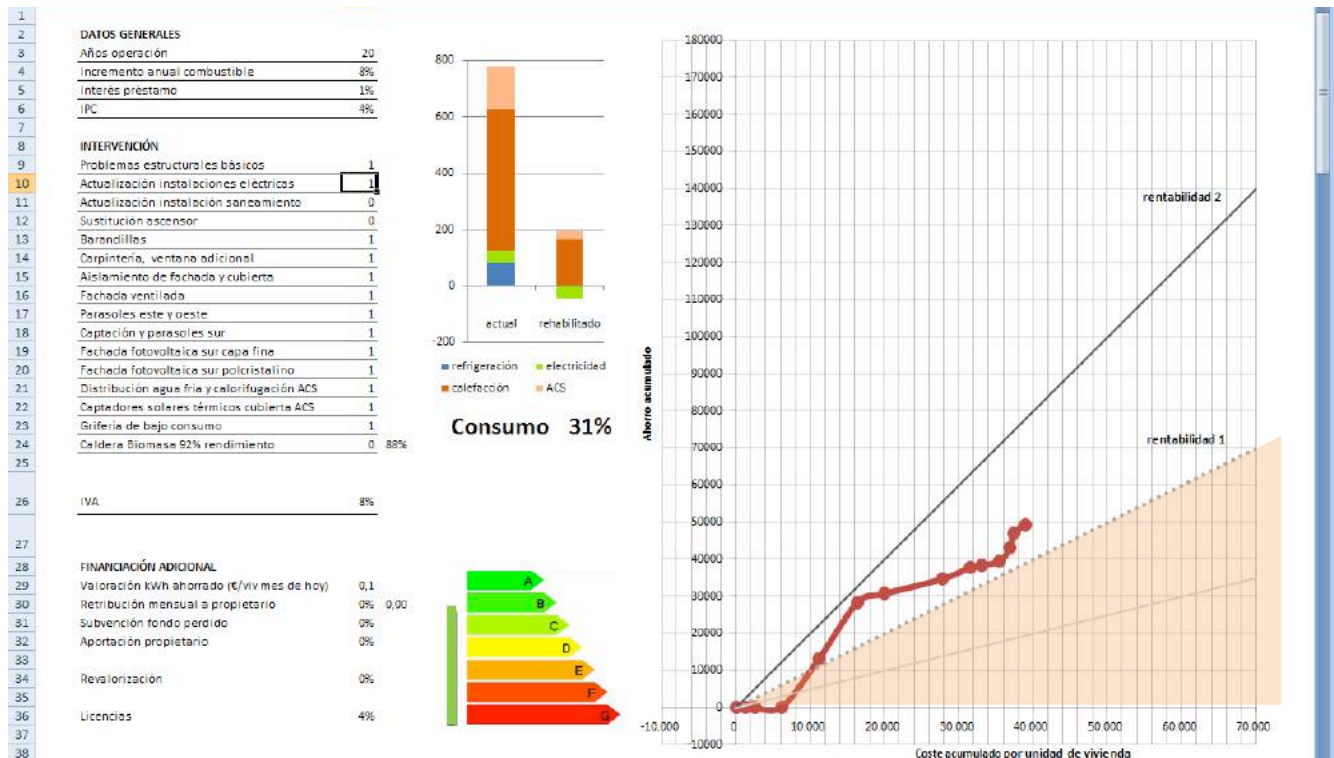 1
2 DATOS GENERALES
3 Años operación 20
4 Incremento anual combustible 8%
5 Interés préstamo 1%
6 IPC 4%
7
8 INTERVENCIÓN
9 Problemas estructurales básicos 1
10 Actualización instalaciones eléctricas 1
11 Actualización instalación saneamiento 0
12 Sustitución ascensor 0
13 Barandillas 1
14 Carpintería, ventana adicional 1
15 Aislamiento de fachada y cubierta 1
16 Fachada ventilada 1
17 Parasoles este y oeste 1
18 Captación y parasoles sur 1
19 Fachada fotovoltaica sur capa fina 1
20 Fachada fotovoltaica sur polcristalino 1
21 Distribución agua fria y calorifugación ACS 1
22 Captadores solares térmicos cubierta ACS 1
23 Grifería de bajo consumo 1
24 Caldera Biomasa 92% rendimiento 0 88%
25
26 IVA 8%
27
28 FINANCIACIÓN ADICIONAL
29 Valoración kWh ahorrado (€/viv mes de hoy) 0,1
30 Retribución mensual a propietario 0% 0,00
31 Subvención fondo perdido 0%
32 Aportación propietario 0%
33
34 Revalorización 0%
35
36 Licencias 4%
37
38
800
600
400
200
0
-200
actual rehabilitado
refrigeración electricidad
calefacción ACS
Consumo 31%
A
B
C
D
E
F
G
180000
170000
160000
150000
140000
130000
120000
110000
100000
90000
80000
70000
60000
50000
40000
30000
20000
10000
0
-10000
Ahorro acumulado
rentabilidad 2
rentabilidad 1
-10.000 0 10.000 20.000 30.000 40.000 50.000 60.000 70.000
Coste acumulado por unidad de vivienda